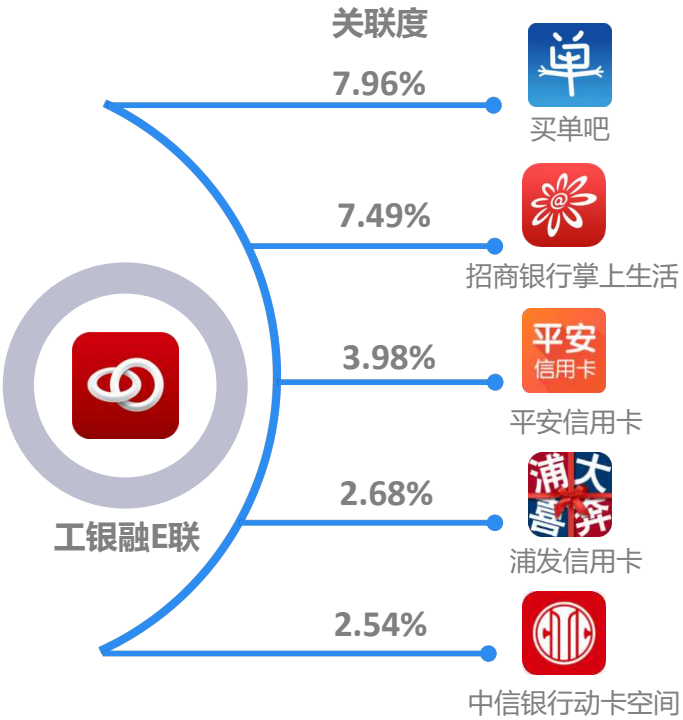 关联度
7.96%
单
买单吧
7.49%
@
招商银行掌上生活
3.98%
平安
信用卡
平安信用卡
2.68%
浦大
喜奔
浦发信用卡
工银融E联
2.54%
中信银行动卡空间